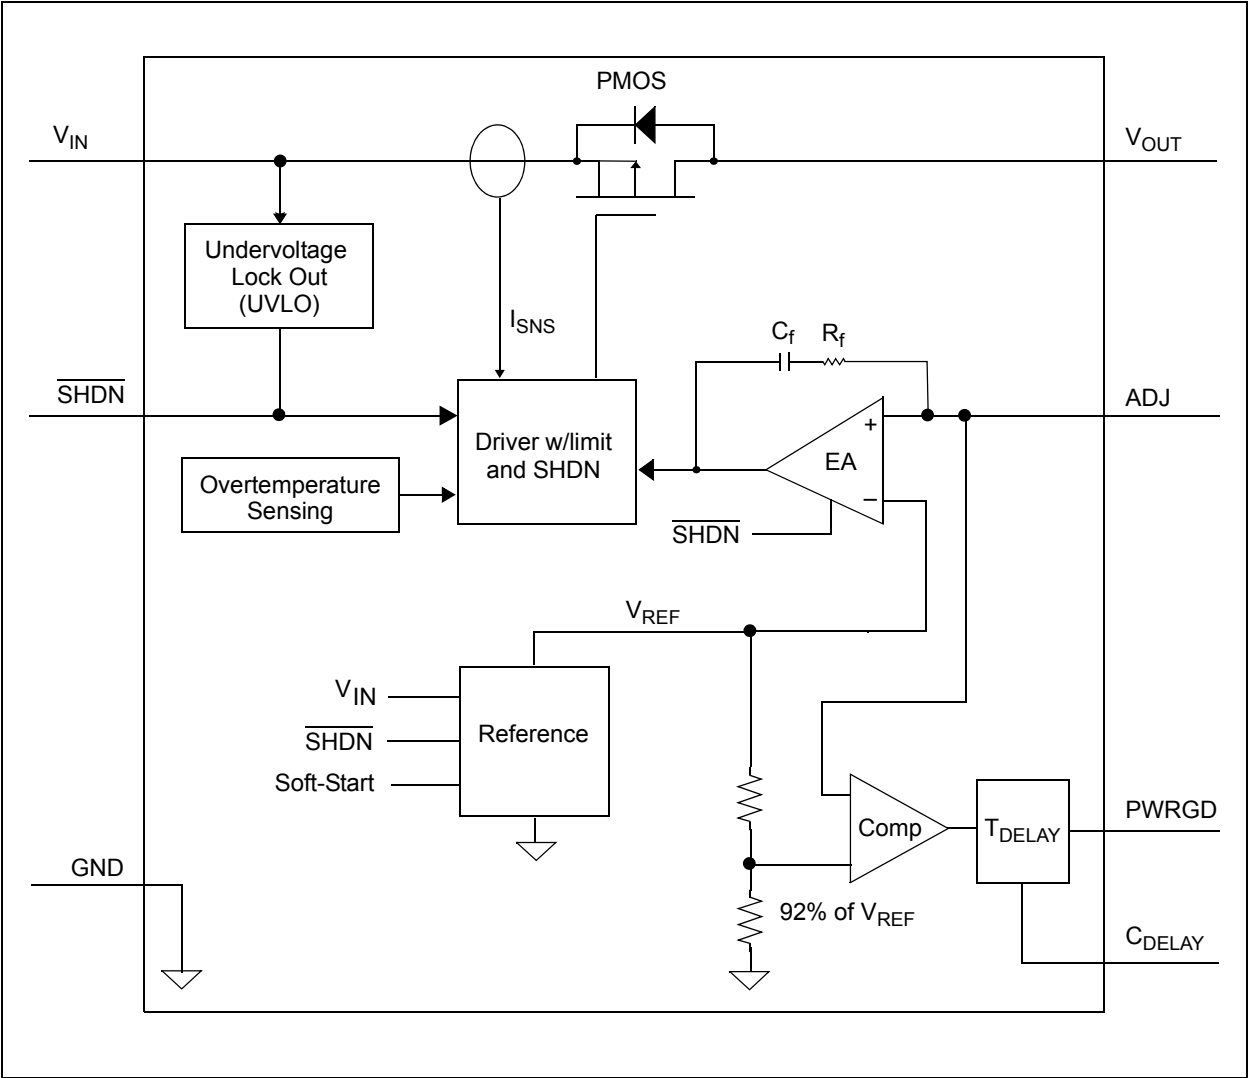 PMOS
VIN
VOUT
Undervoltage
Lock Out
(UVLO)
ISNS
Cf
Rf
SHDN
ADJ
Driver w/limit
and SHDN
+
EA
−
Overtemperature
Sensing
SHDN
VREF
VIN
SHDN
Soft-Start
Reference
Comp
TDELAY
PWRGD
GND
92% of VREF
CDELAY